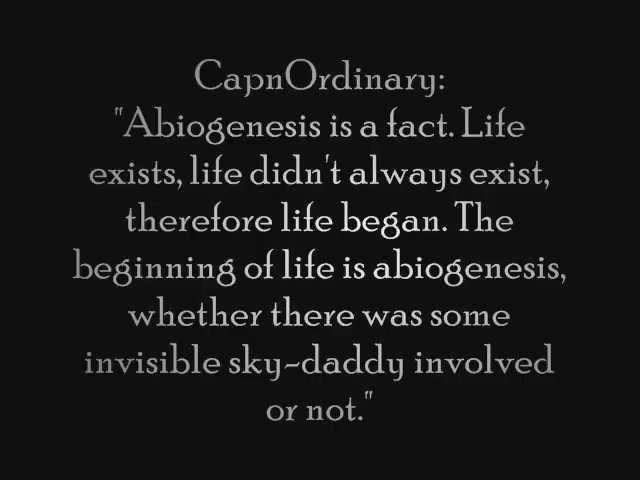 CapnOrdinary:
"Abiogenesis is a fact. Life
exists, life didn't always exist,
therefore life began. The
beginning of life is abiogenesis,
whether there was some
invisible sky-daddy involved
or not."